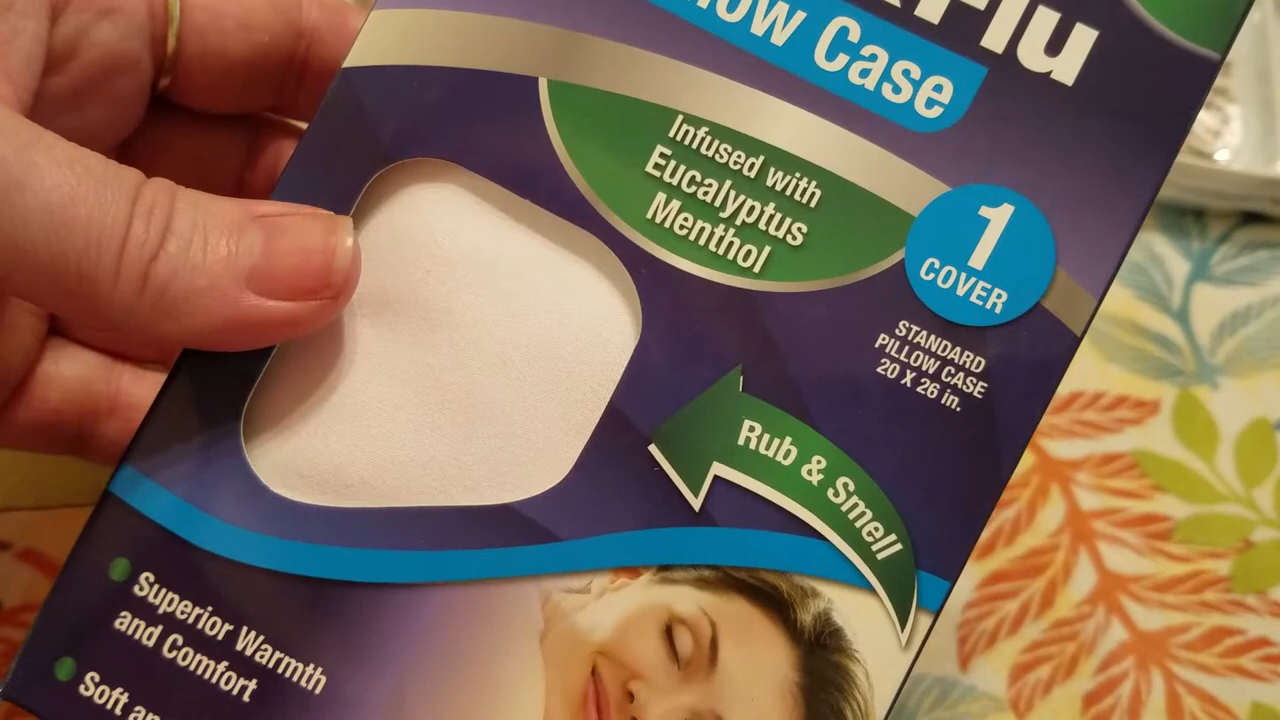 Flu
Case
Infused with
Eucalyptus
Menthol
1
COVER
STANDARD
PILLOW CASE
20 X 26 in.
Rub & Smell
Superior Warmth
and Comfort
Soft